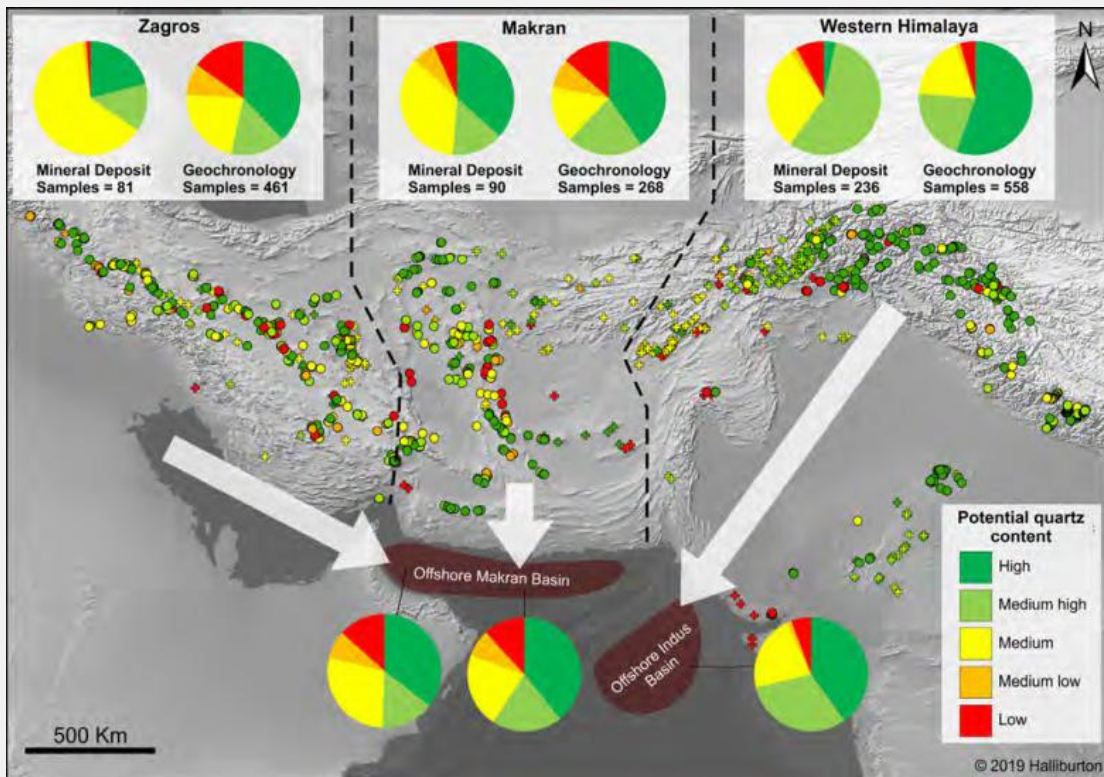 Zagros
Mineral Deposit
Samples = 81
Geochronology
Samples = 461
Makran
Mineral Deposit
Samples = 90
Geochronology
Samples = 268
Western Himalaya
Mineral Deposit
Samples = 236
Geochronology
Samples = 558
N
Offshore Makran Basin
Offshore Indus
Basin
Potential quartz
content
High
Medium high
Medium
Medium low
Low
500 Km
© 2019 Halliburton